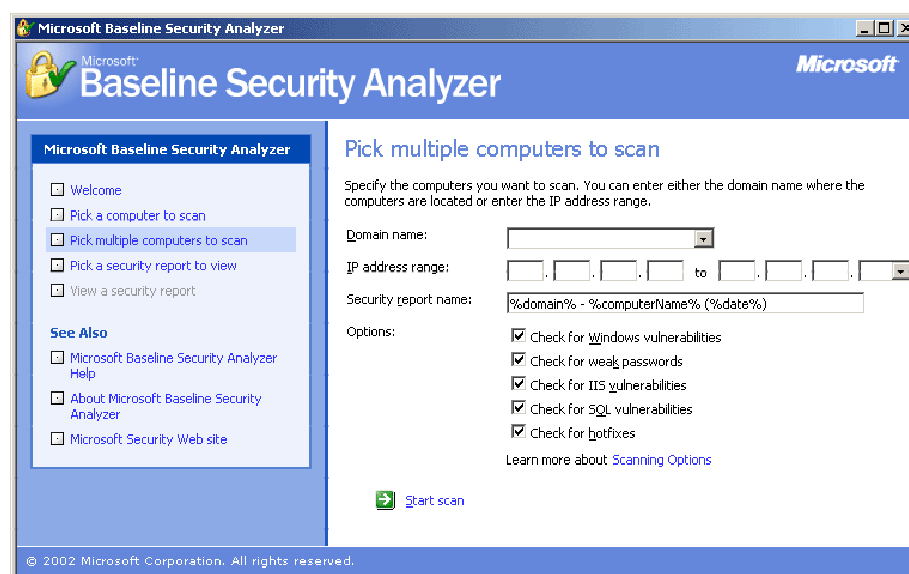 Microsoft Baseline Security Analyzer
Microsoft
Baseline Security Analyzer
Microsoft
Microsoft Baseline Security Analyzer
Welcome
Pick a computer to scan
Pick multiple computers to scan
Pick a security report to view
View a security report
See Also
Microsoft Baseline Security Analyzer
Help
About Microsoft Baseline Security
Analyzer
Microsoft Security Web site
Pick multiple computers to scan
Specify the computers you want to scan. You can enter either the domain name where the
computers are located or enter the IP address range.
Domain name:
IP address range:
. . . to . . .
Security report name:
%domain% - %computerName% (%date%)
Options:
Check for Windows vulnerabilities
Check for weak passwords
Check for IIS vulnerabilities
Check for SQL vulnerabilities
Check for hotfixes
Learn more about Scanning Options
Start scan
© 2002 Microsoft Corporation. All rights reserved.